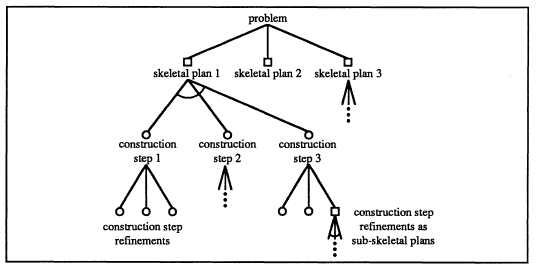 problem
skeletal plan 1 skeletal plan 2 skeletal plan 3
construction construction construction
step 1 step 2 step 3
construction step
refinements
construction step
refinements as
sub-skeletal plans